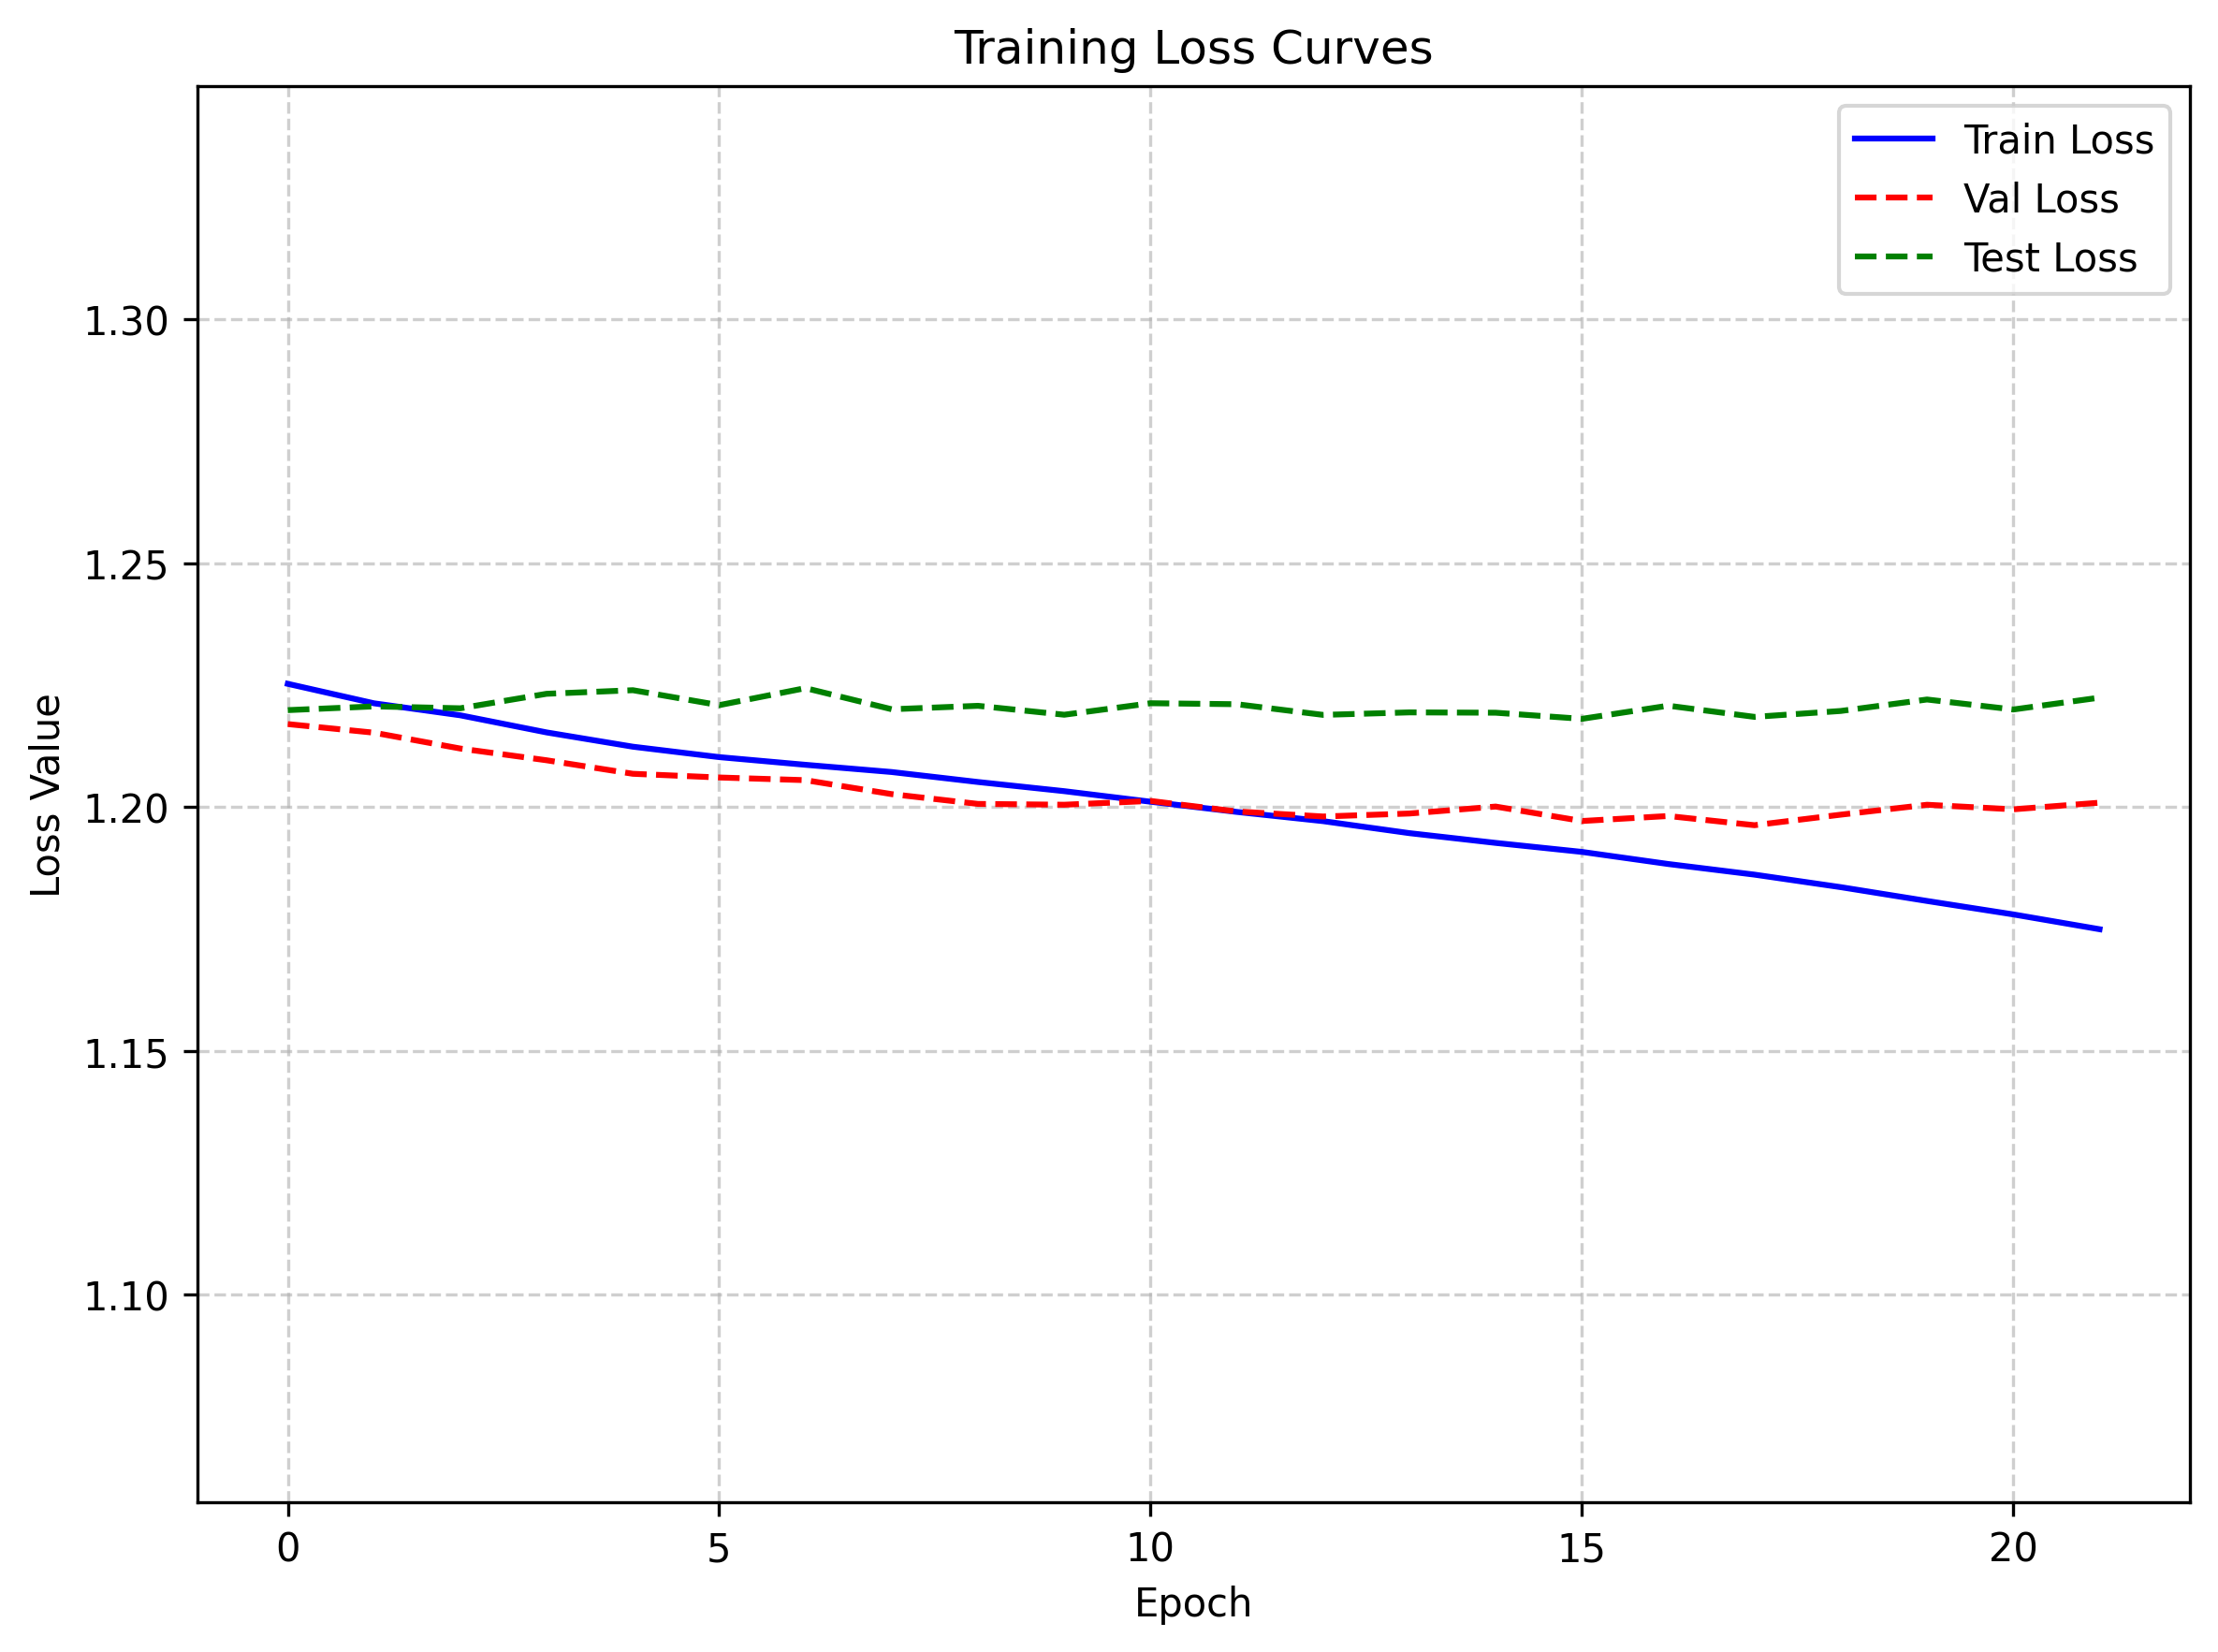 Training Loss Curves
Train Loss
Val Loss
Test Loss
1.30
1.25
1.20
1.15
1.10
Loss Value
0 5 10 15 20
Epoch